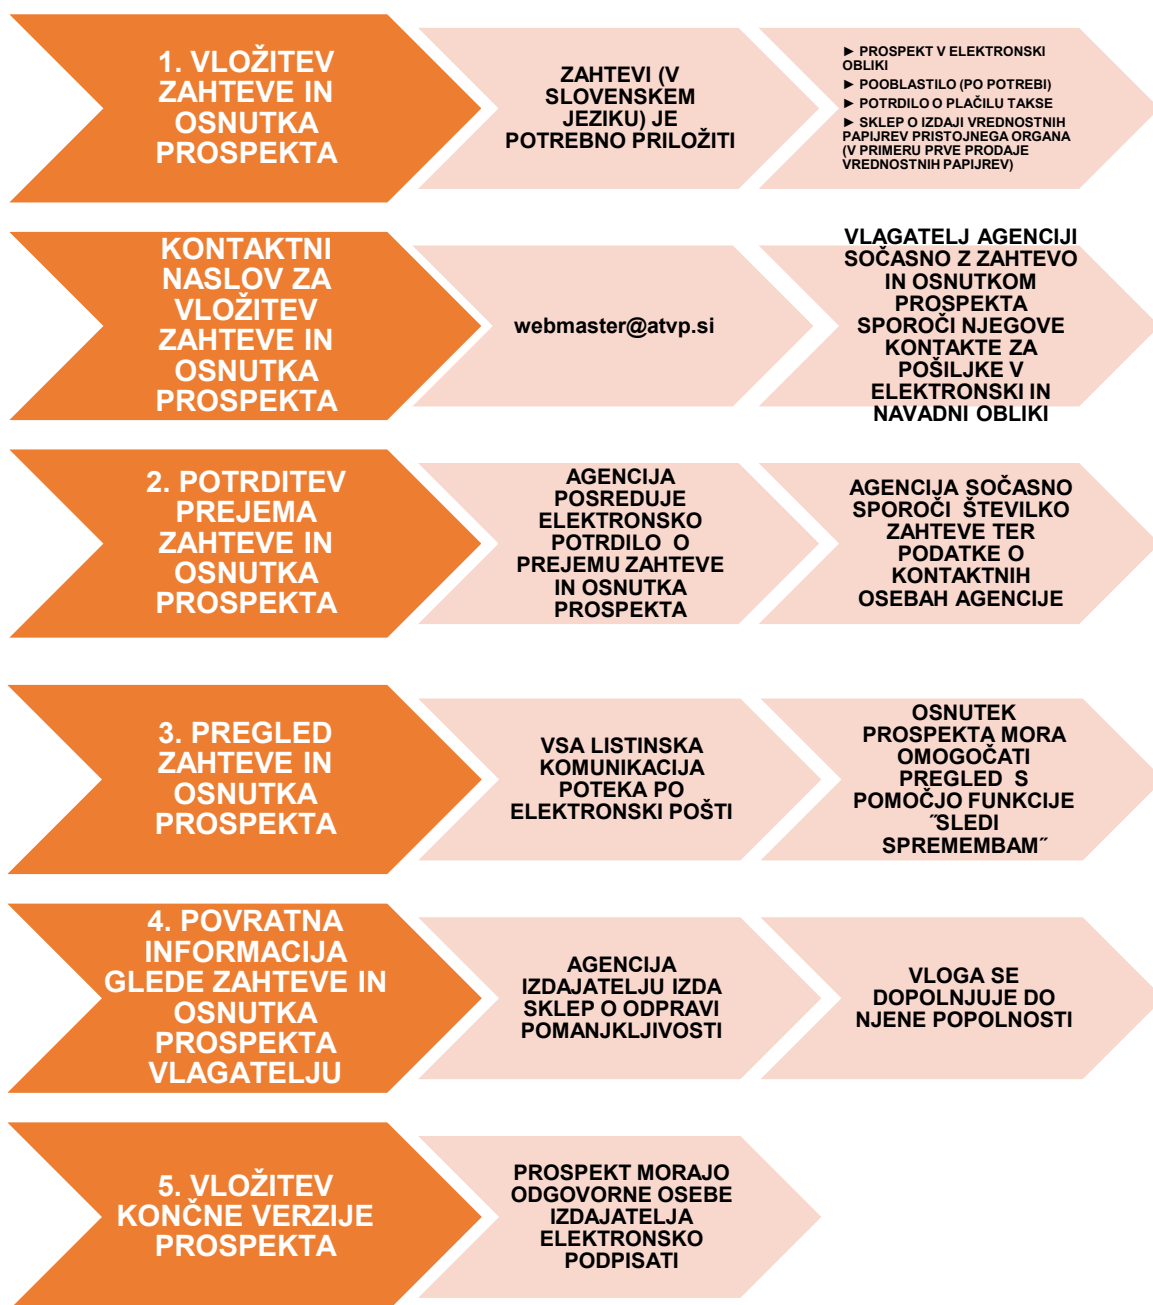 1. VLOŽITEV
ZAHTEVE IN
OSNUTKA
PROSPEKTA
ZAHTEVI (V
SLOVENSKEM
JEZIKU) JE
POTREBNO PRILOŽITI
► PROSPEKT V ELEKTRONSKI
OBLIKI
► POOBLASTILO (PO POTREBI)
► POTRDILO O PLAČILU TAKSE
► SKLEP O IZDAJI VREDNOSTNIH
PAPIJREV PRISTOJNEGA ORGANA
(V PRIMERU PRVE PRODAJE
VREDNOSTNIH PAPIJREV)
KONTAKTNI
NASLOV ZA
VLOŽITEV
ZAHTEVE IN
OSNUTKA
PROSPEKTA
webmaster@atvp.si
VLAGATELJ AGENCIJI
SOČASNO Z ZAHTEVO
IN OSNUTKOM
PROSPEKTA
SPOROČI NJEGOVE
KONTAKTE ZA
POŠILJKE V
ELEKTRONSKI IN
NAVADNI OBLIKI
2. POTRDITEV
PREJEMA
ZAHTEVE IN
OSNUTKA
PROSPEKTA
AGENCIJA
POSREDUJE
ELEKTRONSKO
POTRDILO O
PREJEMU ZAHTEVE
IN OSNUTKA
PROSPEKTA
AGENCIJA SOČASNO
SPOROČI ŠTEVILKO
ZAHTEVE TER
PODATKE O
KONTAKTNIH
OSEBAH AGENCIJE
3. PREGLED
ZAHTEVE IN
OSNUTKA
PROSPEKTA
VSA LISTINSKA
KOMUNIKACIJA
POTEKA PO
ELEKTRONSKI POŠTI
OSNUTEK
PROSPEKTA MORA
OMOGOČATI
PREGLED S
POMOČJO FUNKCIJE
˝SLEDI
SPREMEMBAM˝
4. POVRATNA
INFORMACIJA
GLEDE ZAHTEVE IN
OSNUTKA
PROSPEKTA
VLAGATELJU
AGENCIJA
IZDAJATELJU IZDA
SKLEP O ODPRAVI
POMANJKLJIVOSTI
VLOGA SE
DOPOLNJUJE DO
NJENE POPOLNOSTI
5. VLOŽITEV
KONČNE VERZIJE
PROSPEKTA
PROSPEKT MORAJO
ODGOVORNE OSEBE
IZDAJATELJA
ELEKTRONSKO
PODPISATI